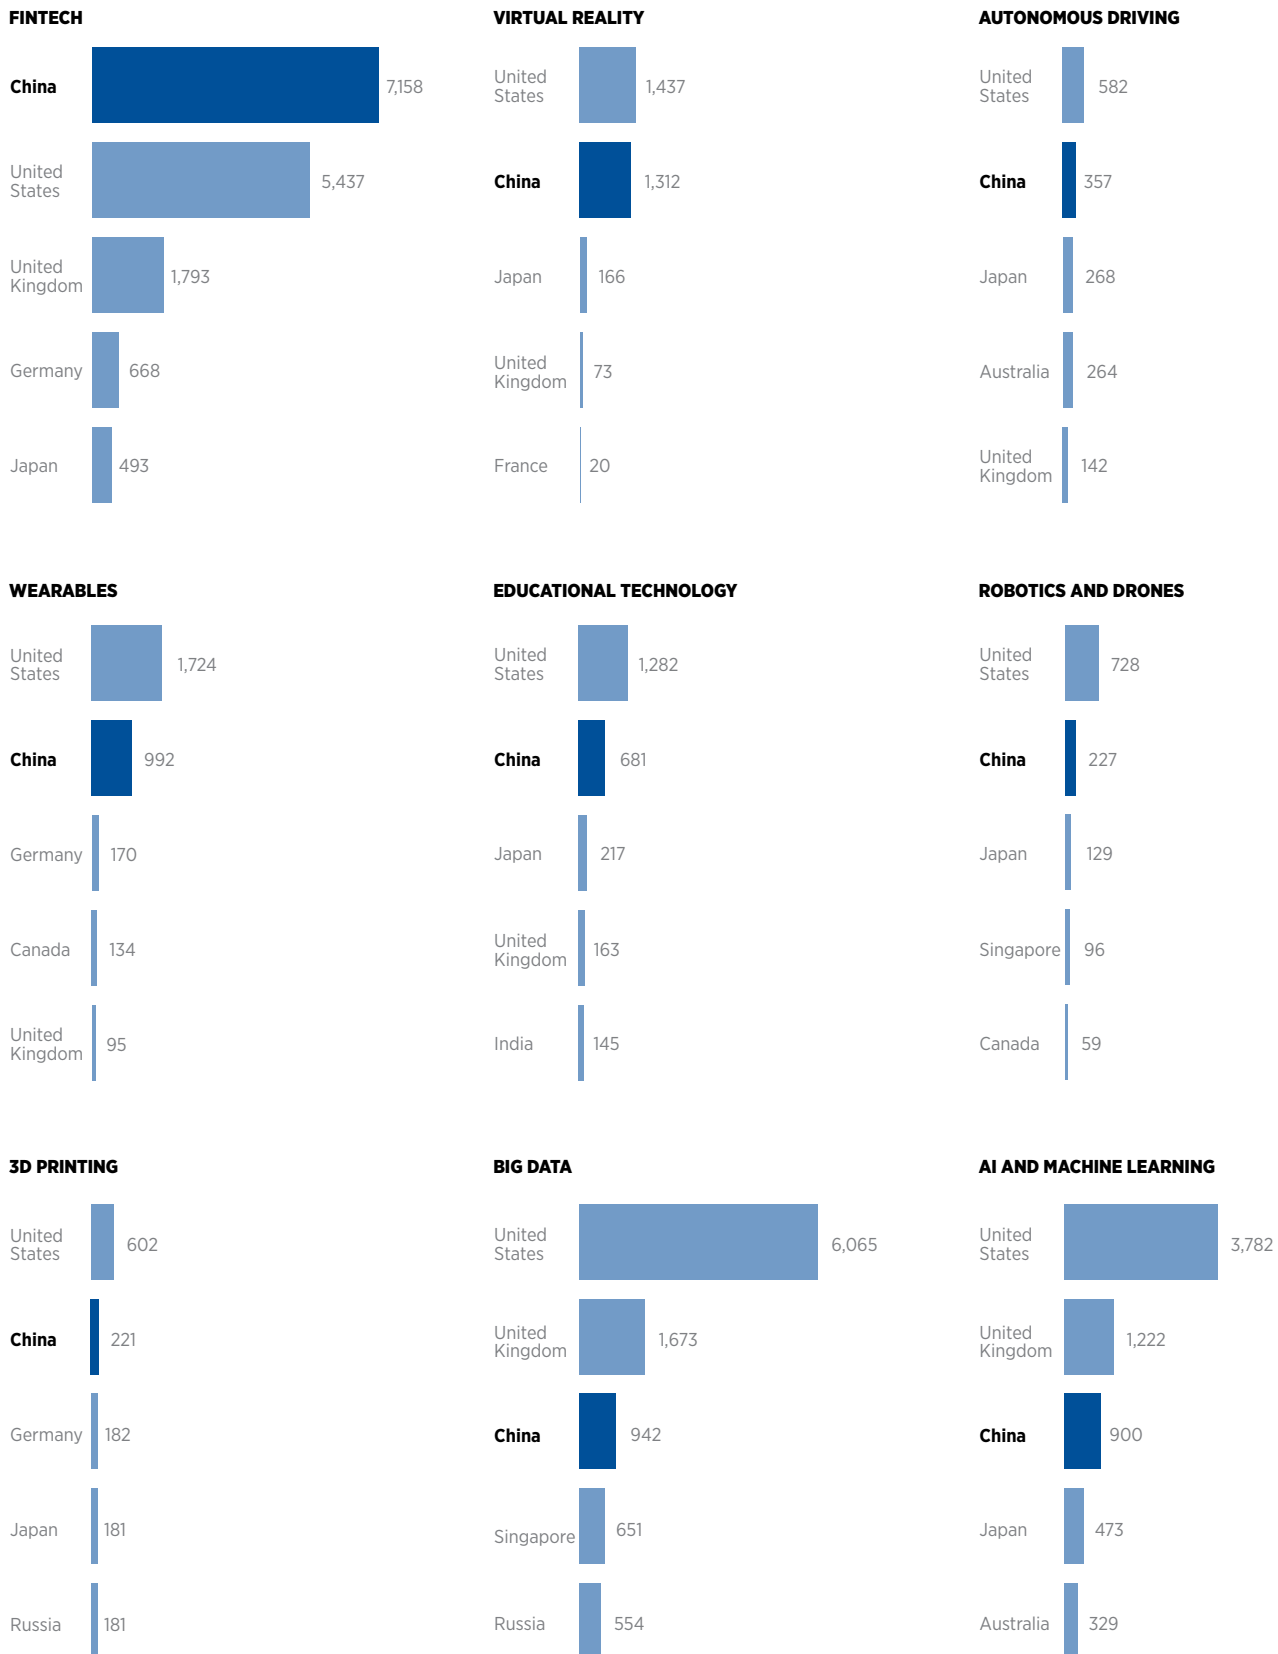 FINTECH
China
7,158
United
States
5,437
United
Kingdom
1,793
Germany
668
Japan
493
VIRTUAL REALITY
United
States
1,437
China
1,312
Japan
166
United
Kingdom
73
France
20
AUTONOMOUS DRIVING
United
States
582
China
357
Japan
268
Australia
264
United
Kingdom
142
WEARABLES
United
States
1,724
China
992
Germany
170
Canada
134
United
Kingdom
95
EDUCATIONAL TECHNOLOGY
United
States
1,282
China
681
Japan
217
United
Kingdom
163
India
145
ROBOTICS AND DRONES
United
States
728
China
227
Japan
129
Singapore
96
Canada
59
3D PRINTING
United
States
602
China
221
Germany
182
Japan
181
Russia
181
BIG DATA
United
States
6,065
United
Kingdom
1,673
China
942
Singapore
651
Russia
554
AI AND MACHINE LEARNING
United
States
3,782
United
Kingdom
1,222
China
900
Japan
473
Australia
329